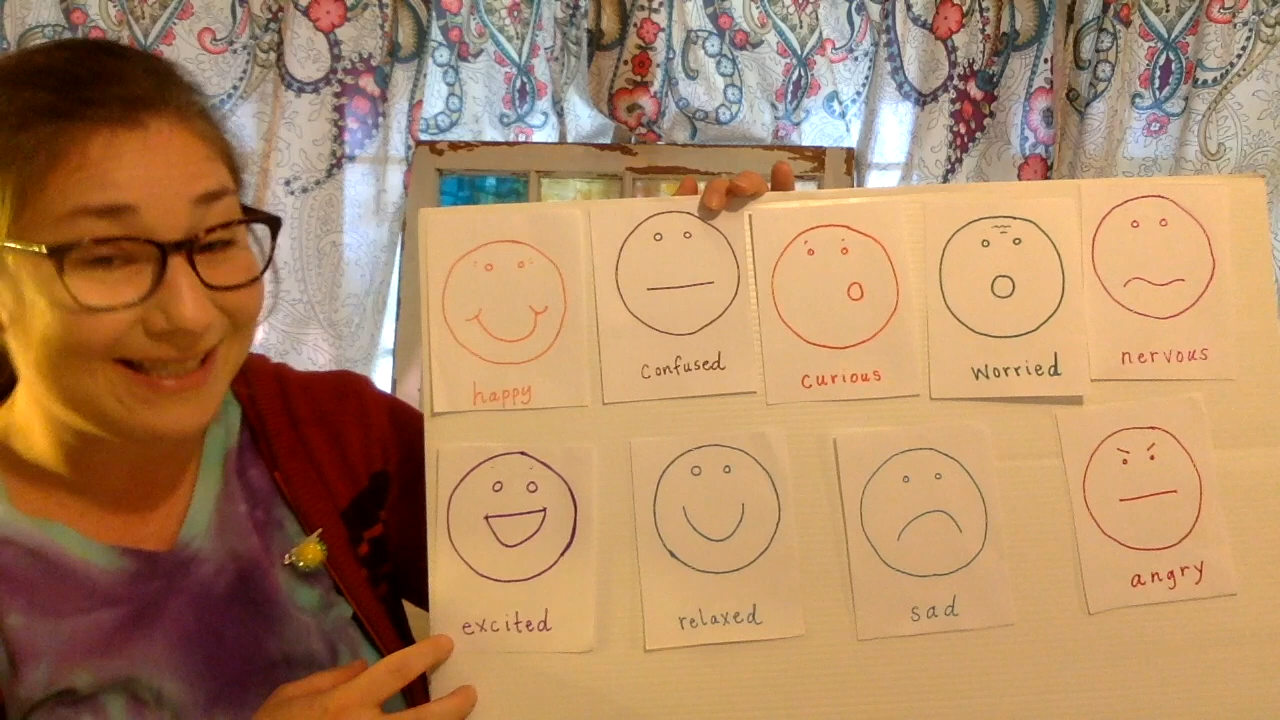 happy
confused
curious
Worried
nervous
excited
relaxed
sad
angry